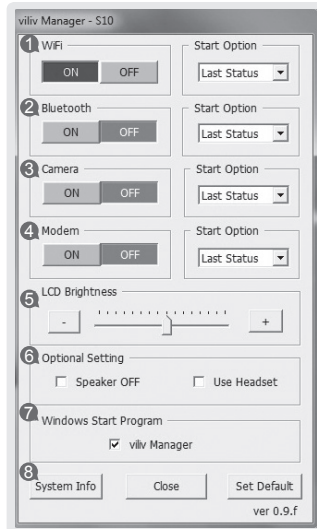 viliv Manager - S10
1 WiFi Start Option
ON OFF Last Status
2 Bluetooth Start Option
ON OFF Last Status
3 Camera Start Option
ON OFF Last Status
4 Modem Start Option
ON OFF Last Status
5 LCD Brightness
- +
6 Optional Setting
Speaker OFF Use Headset
7 Windows Start Program
viliv Manager
8
System Info Close Set Default
ver 0.9.f